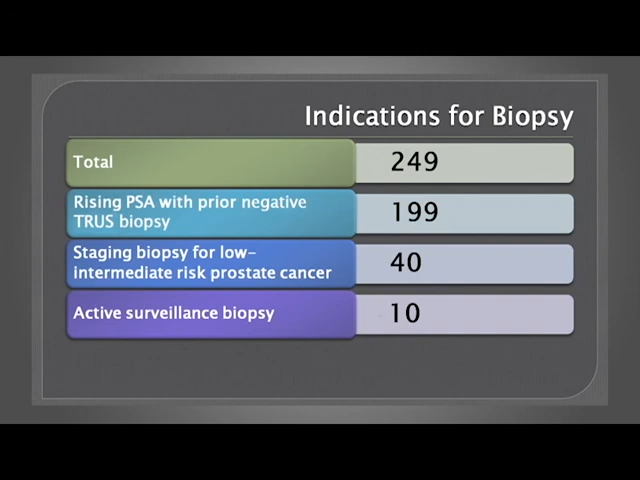 Indications for Biopsy
Total
249
Rising PSA with prior negative
TRUS biopsy
199
Staging biopsy for low-
intermediate risk prostate cancer
40
Active surveillance biopsy
10